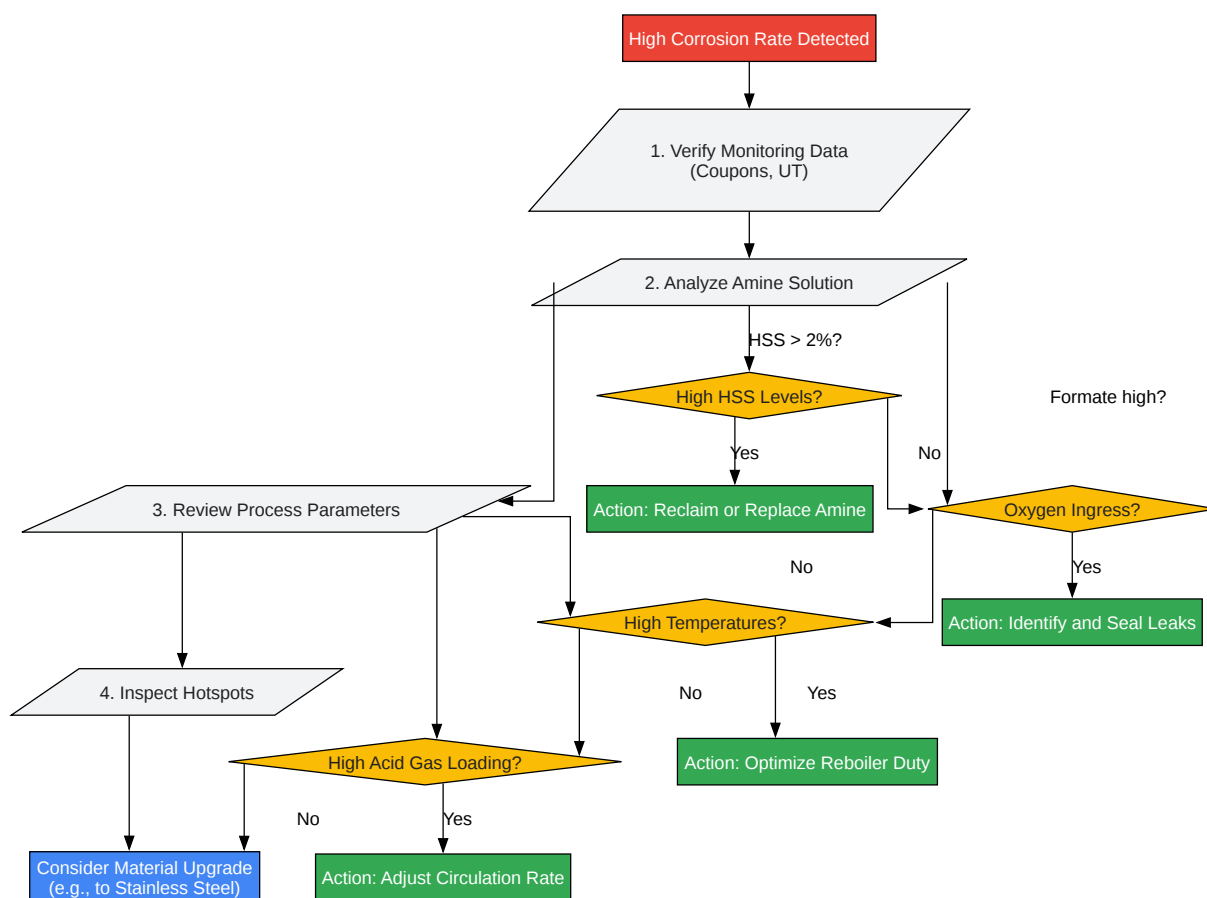 High Corrosion Rate Detected
1. Verify Monitoring Data
(Coupons, UT)
2. Analyze Amine Solution
HSS > 2%?
High HSS Levels?
Formate high?
Yes
No
3. Review Process Parameters
Action: Reclaim or Replace Amine
Oxygen Ingress?
No
Yes
High Temperatures?
Action: Identify and Seal Leaks
4. Inspect Hotspots
No
Yes
High Acid Gas Loading?
Action: Optimize Reboiler Duty
No
Yes
Consider Material Upgrade
(e.g., to Stainless Steel)
Action: Adjust Circulation Rate